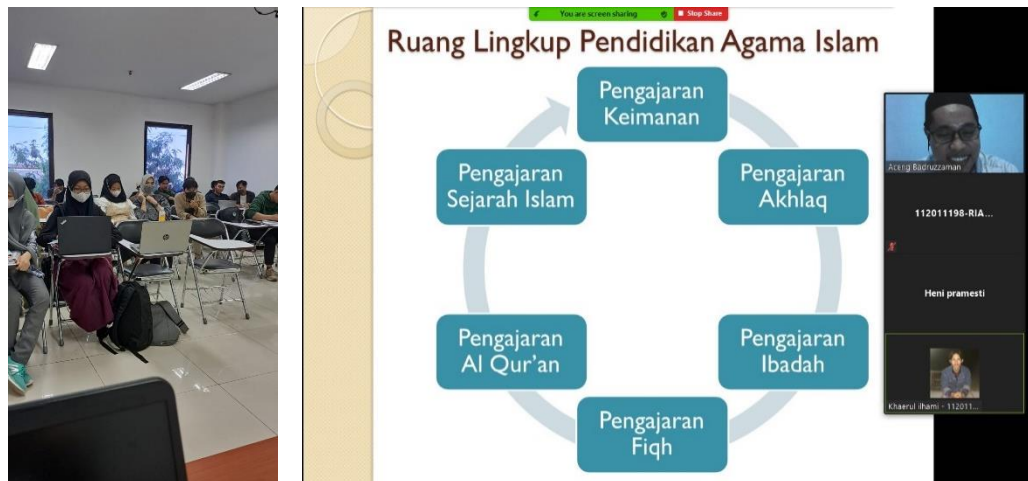 You are screen sharing
Stop Share
Ruang Lingkup Pendidikan Agama Islam
Pengajaran
Keimanan
Pengajaran
Akhlaq
Pengajaran
Ibadah
Pengajaran
Fiqh
Pengajaran
Al Qur'an
Pengajaran
Sejarah Islam
Aceng Badruzzaman
112011198-RIA...
Heni pramesti
Khaerul ilhami - 112011...